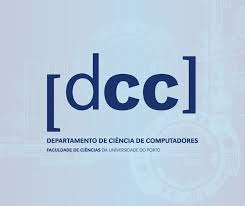 [dcc]
DEPARTAMENTO DE CIÊNCIA DE COMPUTADORES
FACULDADE DE CIÊNCIAS DA UNIVERSIDADE DO PORTO